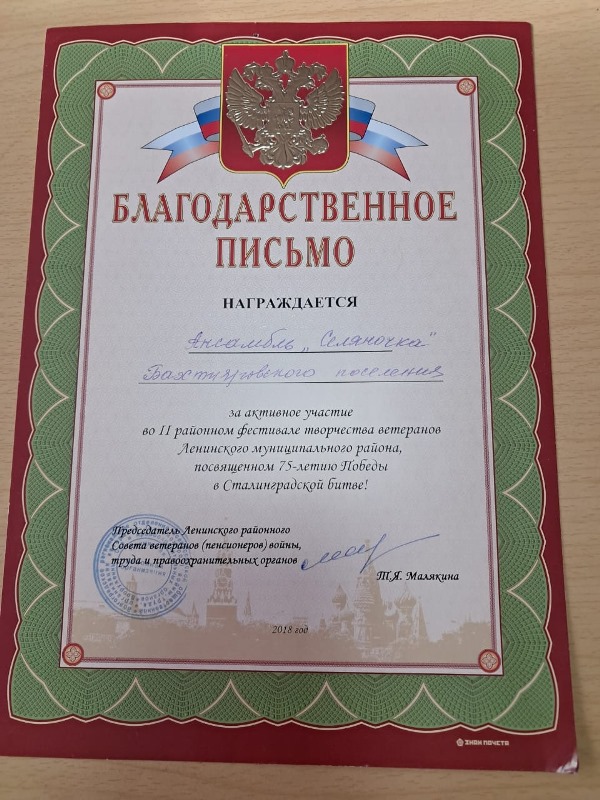 БЛАГОДАРСТВЕННОЕ
ПИСЬМО
НАГРАЖДАЕТСЯ
Ансамбль „Селяночка"
Бахтияровского поселения
за активное участие
во II районном фестивале творчества ветеранов
Ленинского муниципального района,
посвященном 75-летию Победы
в Сталинградской битве!
Председатель Ленинского районного
Совета ветеранов (пенсионеров) войны,
труда и правоохранительных органов
Т.Я. Малякина
2018 год
ЗНАК ПОЧЕТА